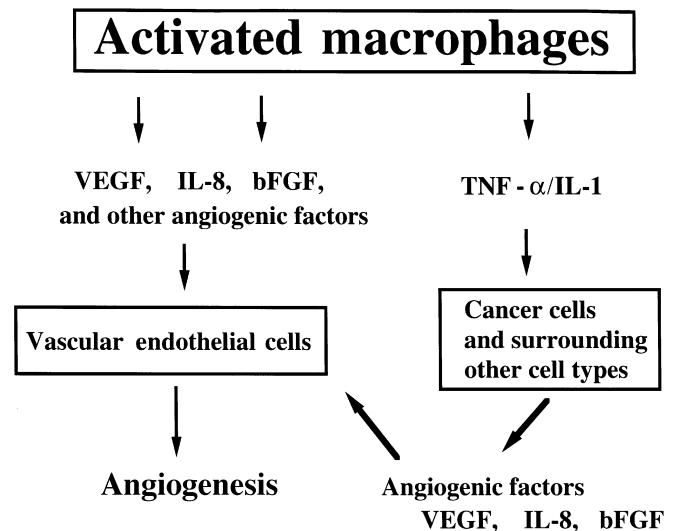 Activated macrophages
VEGF, IL-8, bFGF,
and other angiogenic factors
TNF - α/IL-1
Vascular endothelial cells
Cancer cells
and surrounding
other cell types
Angiogenesis
Angiogenic factors
VEGF, IL-8, bFGF